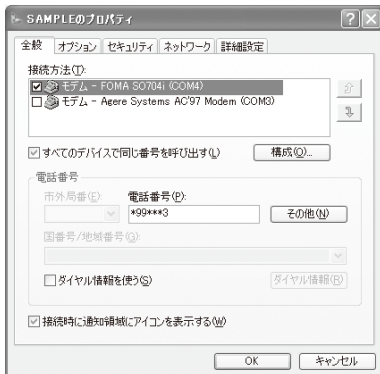 SAMPLEのプロパティ
全般 オプション セキュリティ ネットワーク 詳細設定
接続方法(T):
モデム - FOMA SO704i (COM4)
モデム - Agere Systems AC'97 Modem (COM3)
すべてのデバイスで同じ番号を呼び出す(L) 構成(O)...
電話番号
市外局番(E): 電話番号(P):
*99***3 その他(N)
国番号/地域番号(G):
ダイヤル情報を使う(S) ダイヤル情報(R)
接続時に通知領域にアイコンを表示する(W)
OK キャンセル